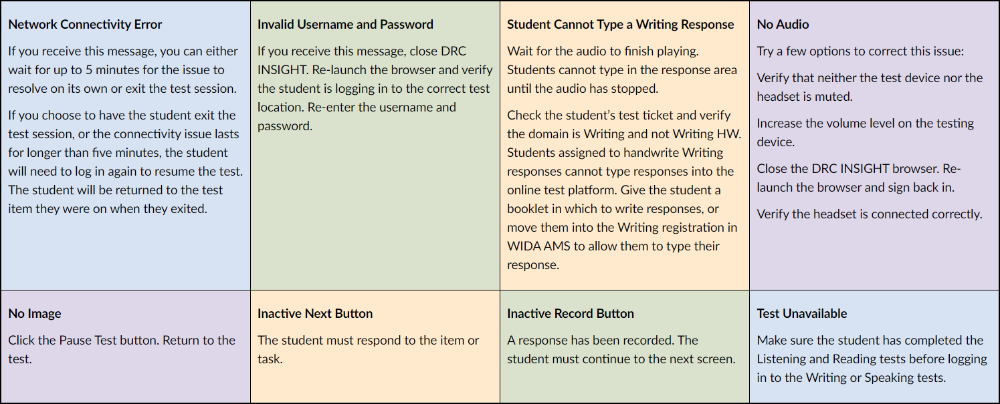 Network Connectivity Error
If you receive this message, you can either
wait for up to 5 minutes for the issue to
resolve on its own or exit the test session.
If you choose to have the student exit the
test session, or the connectivity issue lasts
for longer than five minutes, the student
will need to log in again to resume the test.
The student will be returned to the test
item they were on when they exited.
Invalid Username and Password
If you receive this message, close DRC
INSIGHT. Re-launch the browser and verify
the student is logging in to the correct test
location. Re-enter the username and
password.
Student Cannot Type a Writing Response
Wait for the audio to finish playing.
Students cannot type in the response area
until the audio has stopped.
Check the student’s test ticket and verify
the domain is Writing and not Writing HW.
Students assigned to handwrite Writing
responses cannot type responses into the
online test platform. Give the student a
booklet in which to write responses, or
move them into the Writing registration in
WIDA AMS to allow them to type their
response.
No Audio
Try a few options to correct this issue:
Verify that neither the test device nor the
headset is muted.
Increase the volume level on the testing
device.
Close the DRC INSIGHT browser. Re-
launch the browser and sign back in.
Verify the headset is connected correctly.
No Image
Click the Pause Test button. Return to the
test.
Inactive Next Button
The student must respond to the item or
task.
Inactive Record Button
A response has been recorded. The
student must continue to the next screen.
Test Unavailable
Make sure the student has completed the
Listening and Reading tests before logging
in to the Writing or Speaking tests.